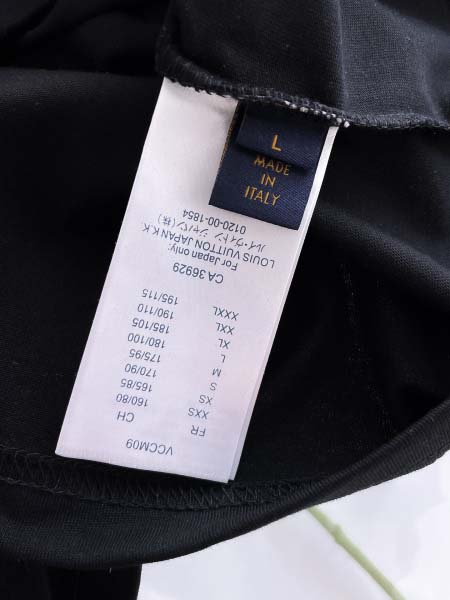 L
MADE
IN
ITALY
VCCM09
FR CH
XXS 160/80
XS 165/85
S 170/90
M 175/95
L 180/100
XL 185/105
XXL 190/110
XXXL 195/115
CA 36929
For Japan only:
LOUIS VUITTON JAPAN K.K
ルイ・ヴィトン ジャパン(株)
0120-00-1854